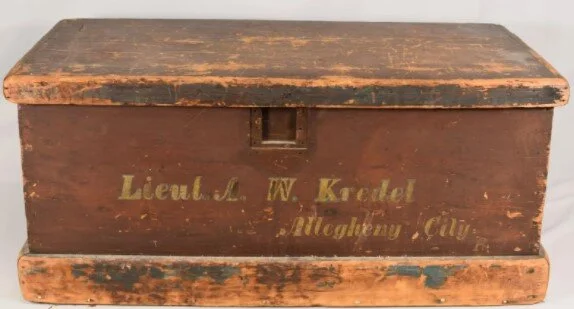 Lieut. A. W. Kredel
Allegheny City.